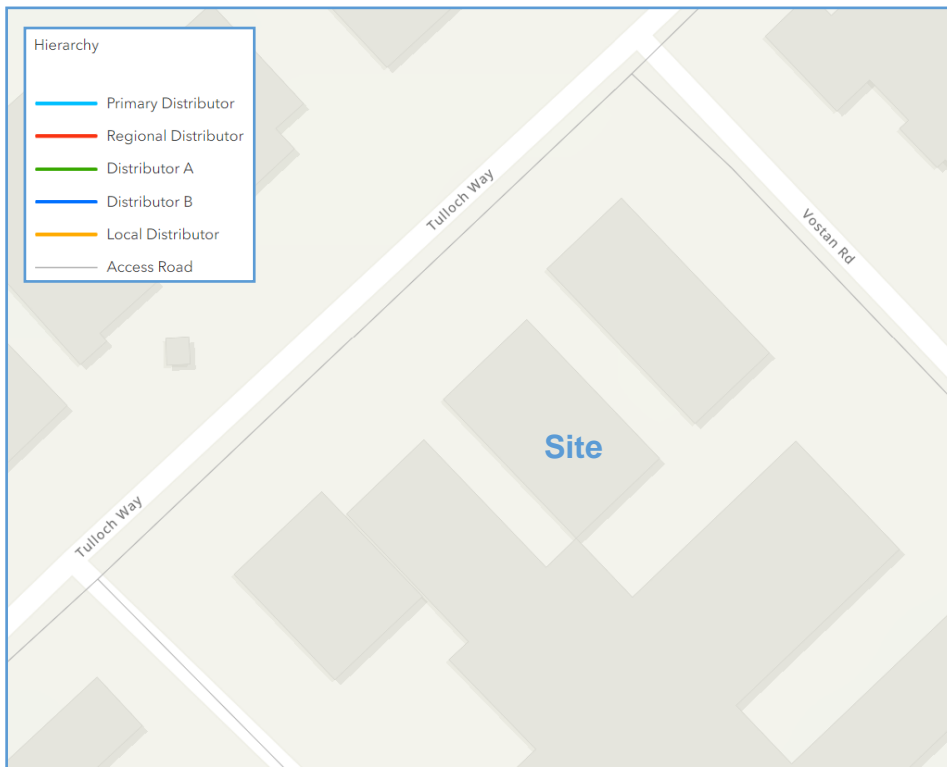 Hierarchy
Primary Distributor
Regional Distributor
Distributor A
Distributor B
Local Distributor
Access Road
Tulloch Way
Vostan Rd
Site
Tulloch Way